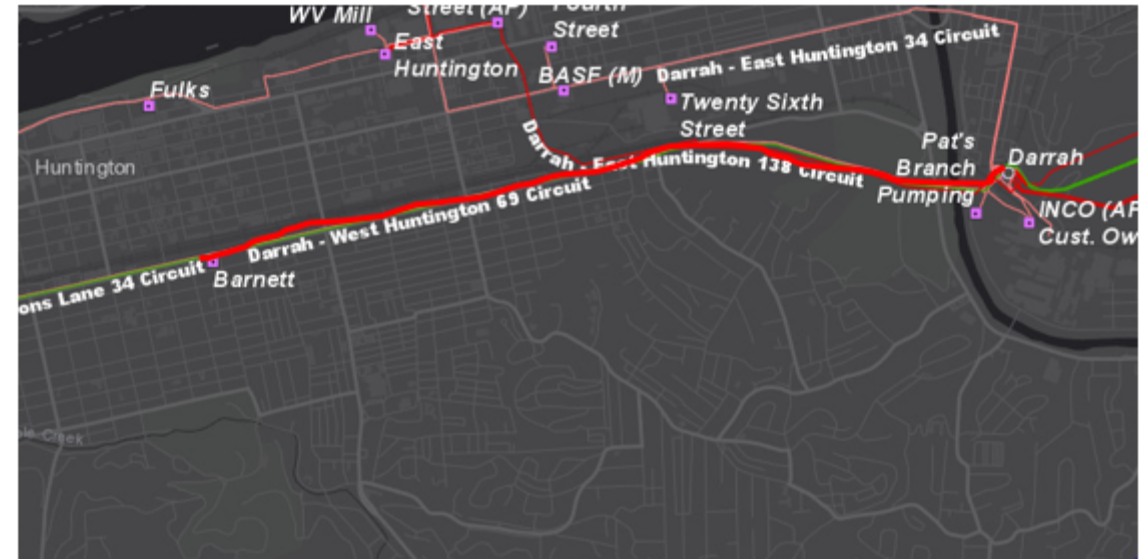 WV Mill
Street (AP)
Fourth
Street
East
Huntington
Darrah - East Huntington 34 Circuit
BASF (M)
Fulks
Twenty Sixth
Street
Huntington
Darrah - East Huntington 138 Circuit
Pat's
Branch
Pumping
Darrah
INCO (AP
Cust. Ow
Darrah - West Huntington 69 Circuit
Barnett
ons Lane 34 Circuit
Creek